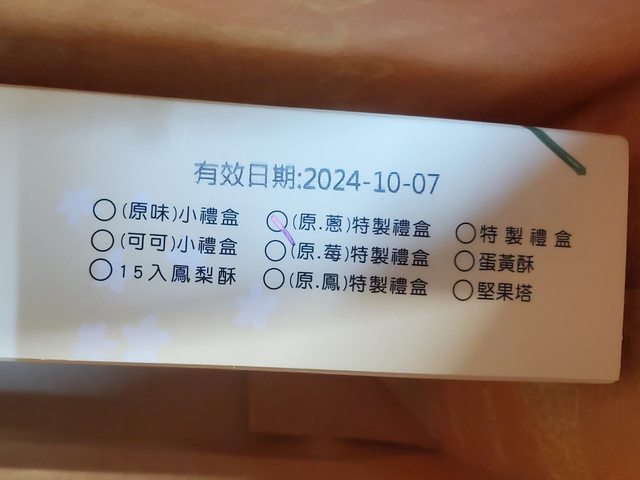 有效日期:2024-10-07
(原味)小禮盒
(可可)小禮盒
15入鳳梨酥
(原.蔥)特製禮盒
(原.莓)特製禮盒
(原.鳳)特製禮盒
特製禮盒
蛋黃酥
堅果塔